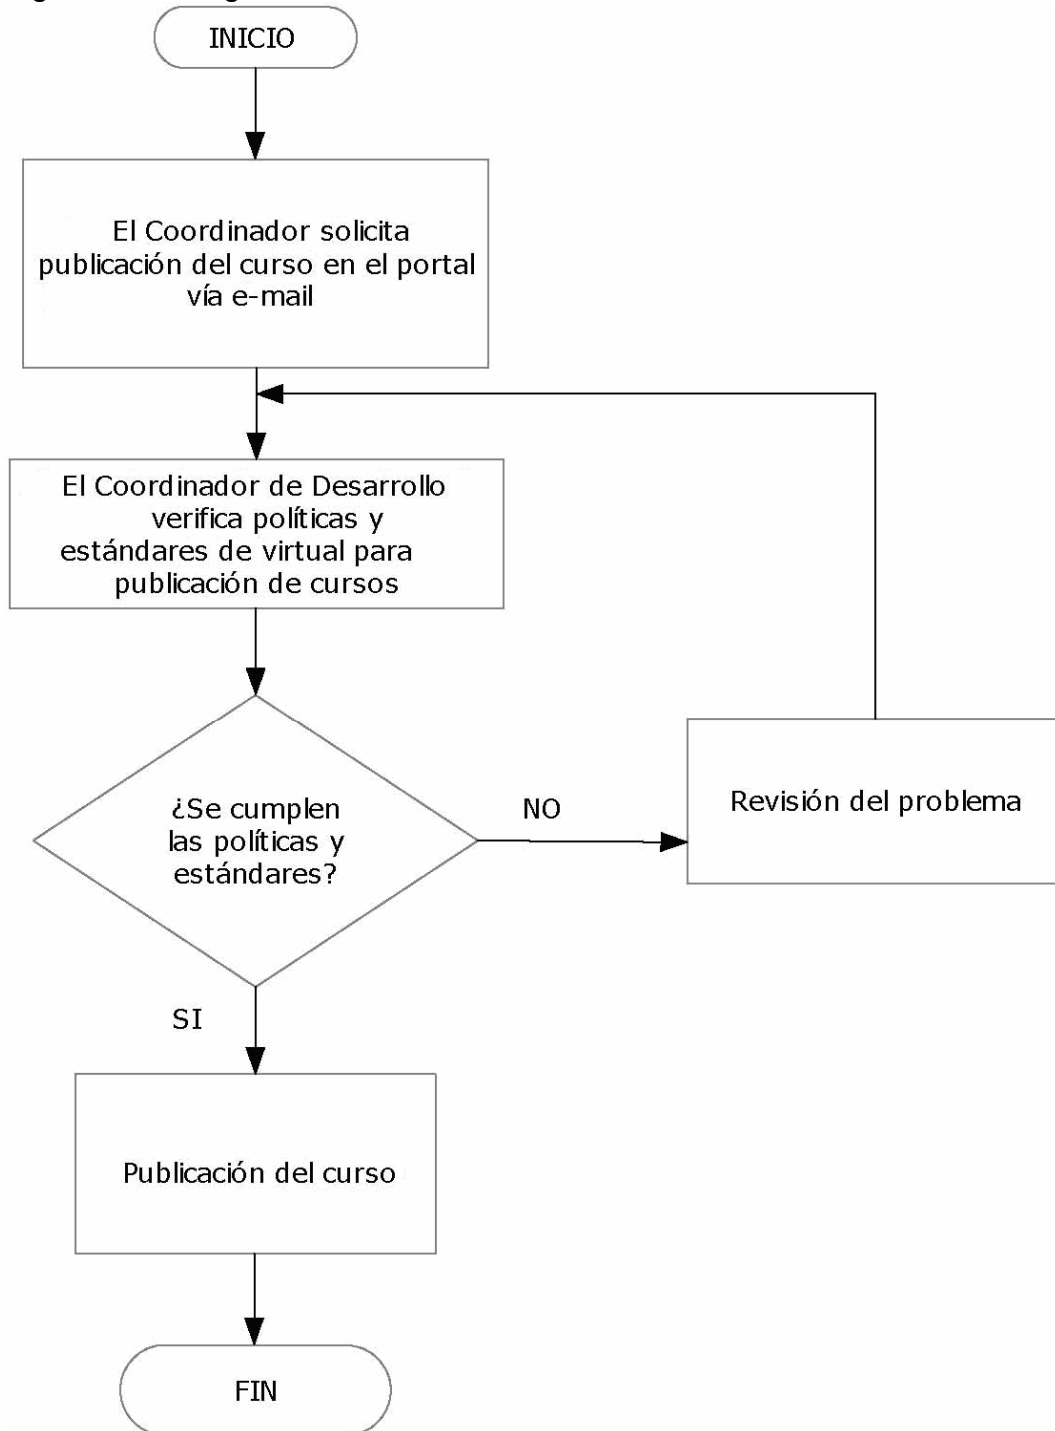 INICIO
El Coordinador solicita
publicación del curso en el portal
vía e-mail
El Coordinador de Desarrollo
verifica políticas y
estándares de virtual para
publicación de cursos
¿Se cumplen
las políticas y
estándares?
NO
Revisión del problema
SI
Publicación del curso
FIN